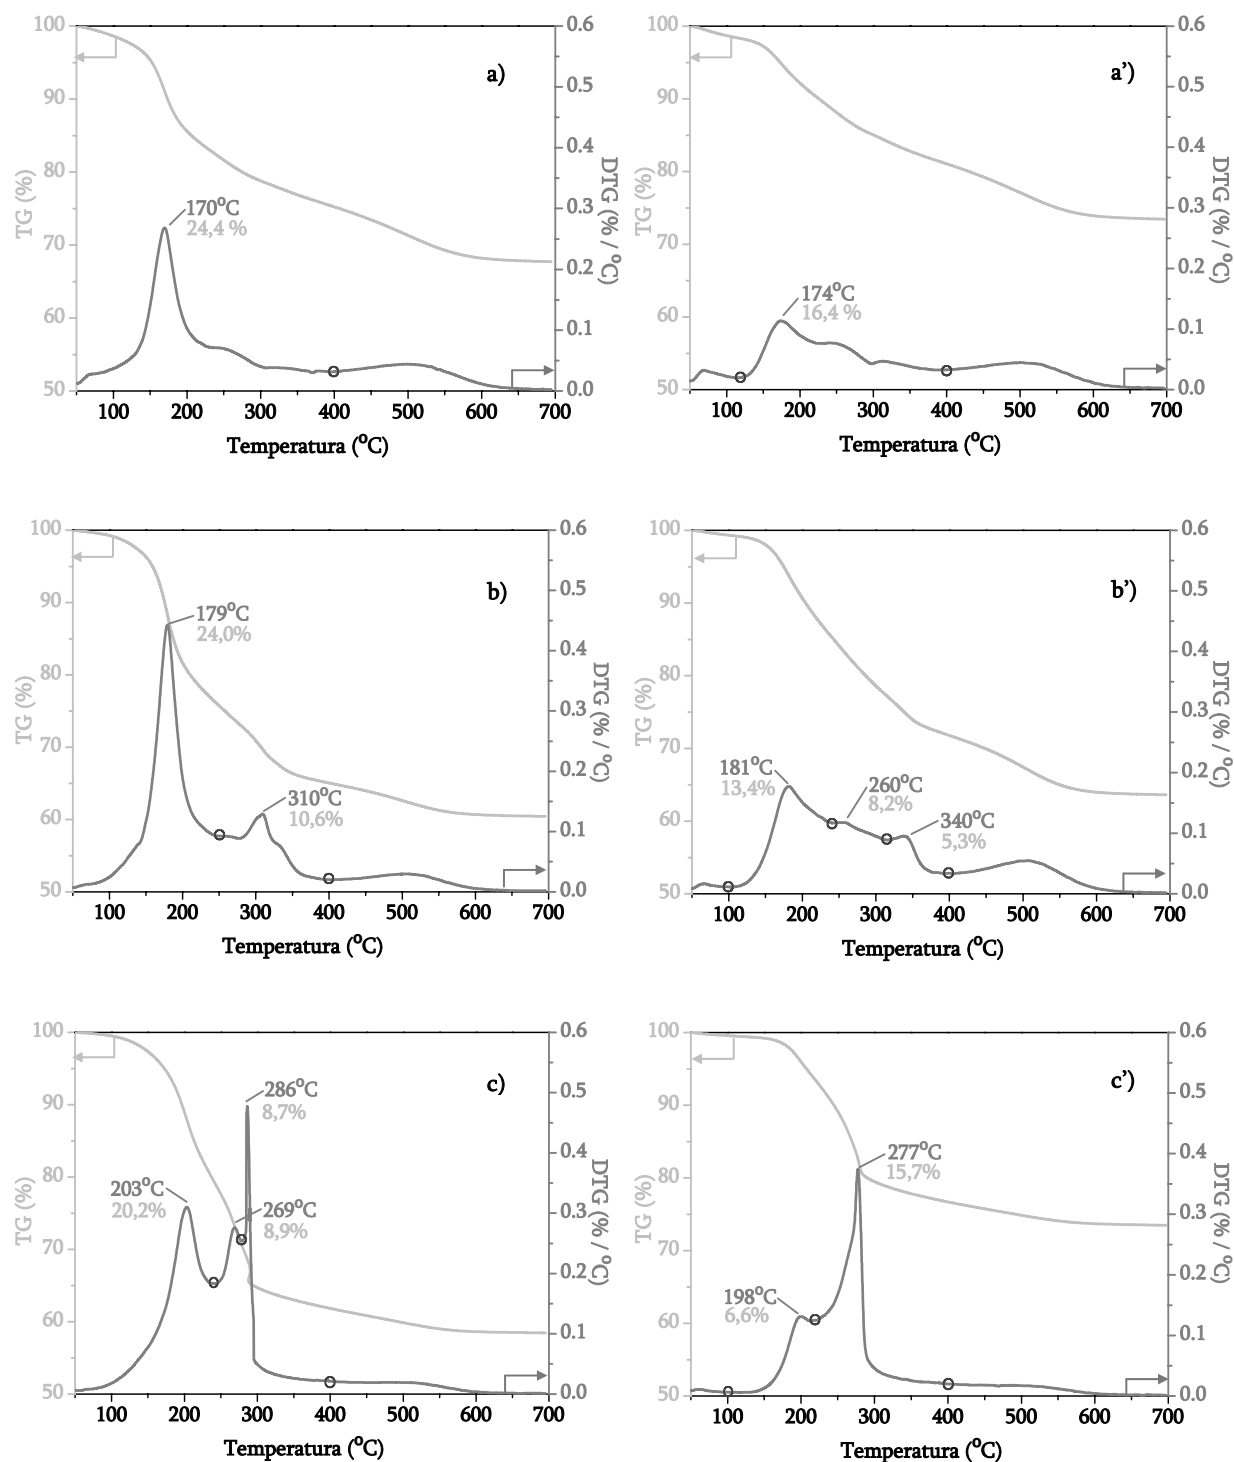 a)
100
90
80
70
60
50
TG (%)
170°C
24,4 %
0.6
0.5
0.4
0.3
0.2
0.1
0.0
DTG (% / °C)
100 200 300 400 500 600 700
Temperatura (°C)
a')
100
90
80
70
60
50
TG (%)
174°C
16,4 %
0.6
0.5
0.4
0.3
0.2
0.1
0.0
DTG (% / °C)
100 200 300 400 500 600 700
Temperatura (°C)
b)
100
90
80
70
60
50
TG (%)
179°C
24,0%
310°C
10,6%
0.6
0.5
0.4
0.3
0.2
0.1
0.0
DTG (% / °C)
100 200 300 400 500 600 700
Temperatura (°C)
b')
100
90
80
70
60
50
TG (%)
181°C
13,4%
260°C
8,2%
340°C
5,3%
0.6
0.5
0.4
0.3
0.2
0.1
0.0
DTG (% / °C)
100 200 300 400 500 600 700
Temperatura (°C)
c)
100
90
80
70
60
50
TG (%)
286°C
8,7%
203°C
20,2%
269°C
8,9%
0.6
0.5
0.4
0.3
0.2
0.1
0.0
DTG (% / °C)
100 200 300 400 500 600 700
Temperatura (°C)
c')
100
90
80
70
60
50
TG (%)
277°C
15,7%
198°C
6,6%
0.6
0.5
0.4
0.3
0.2
0.1
0.0
DTG (% / °C)
100 200 300 400 500 600 700
Temperatura (°C)